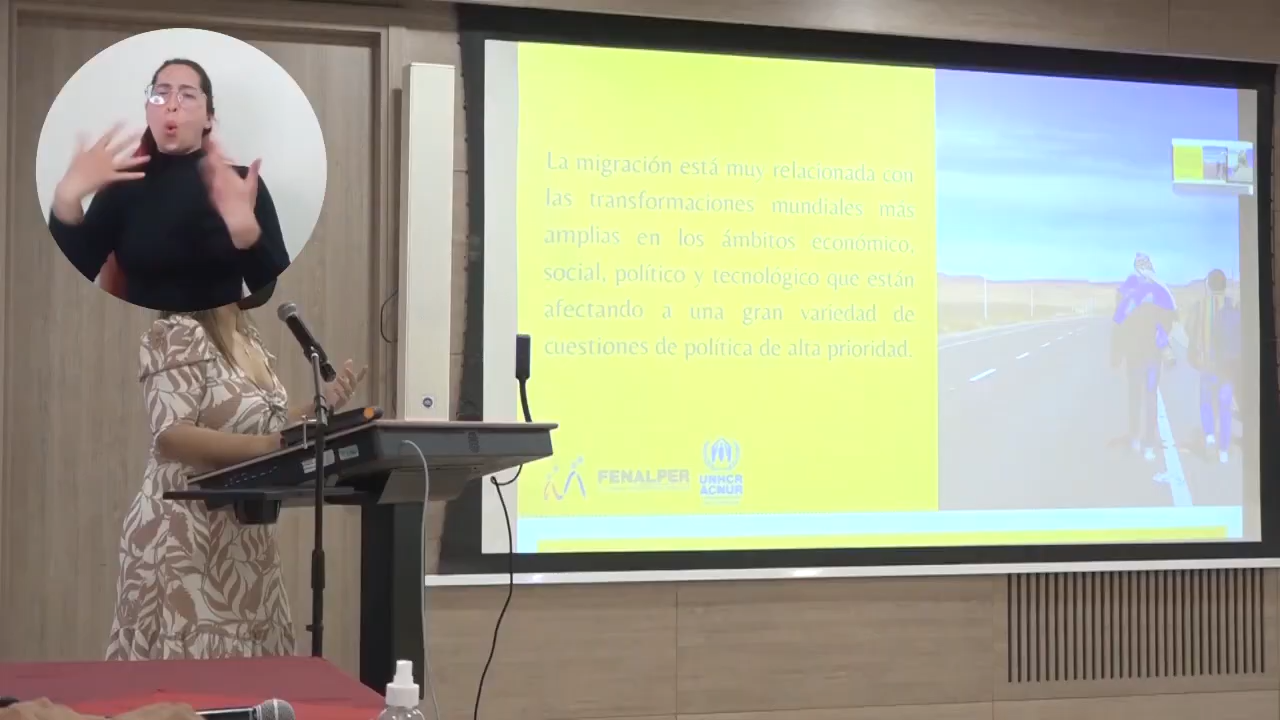 La migración está muy relacionada con
las transformaciones mundiales más
amplias en los ámbitos económico,
social, político y tecnológico que están
afectando a una gran variedad de
cuestiones de política de alta prioridad.
FENALPER
UNHCR
ACNUR